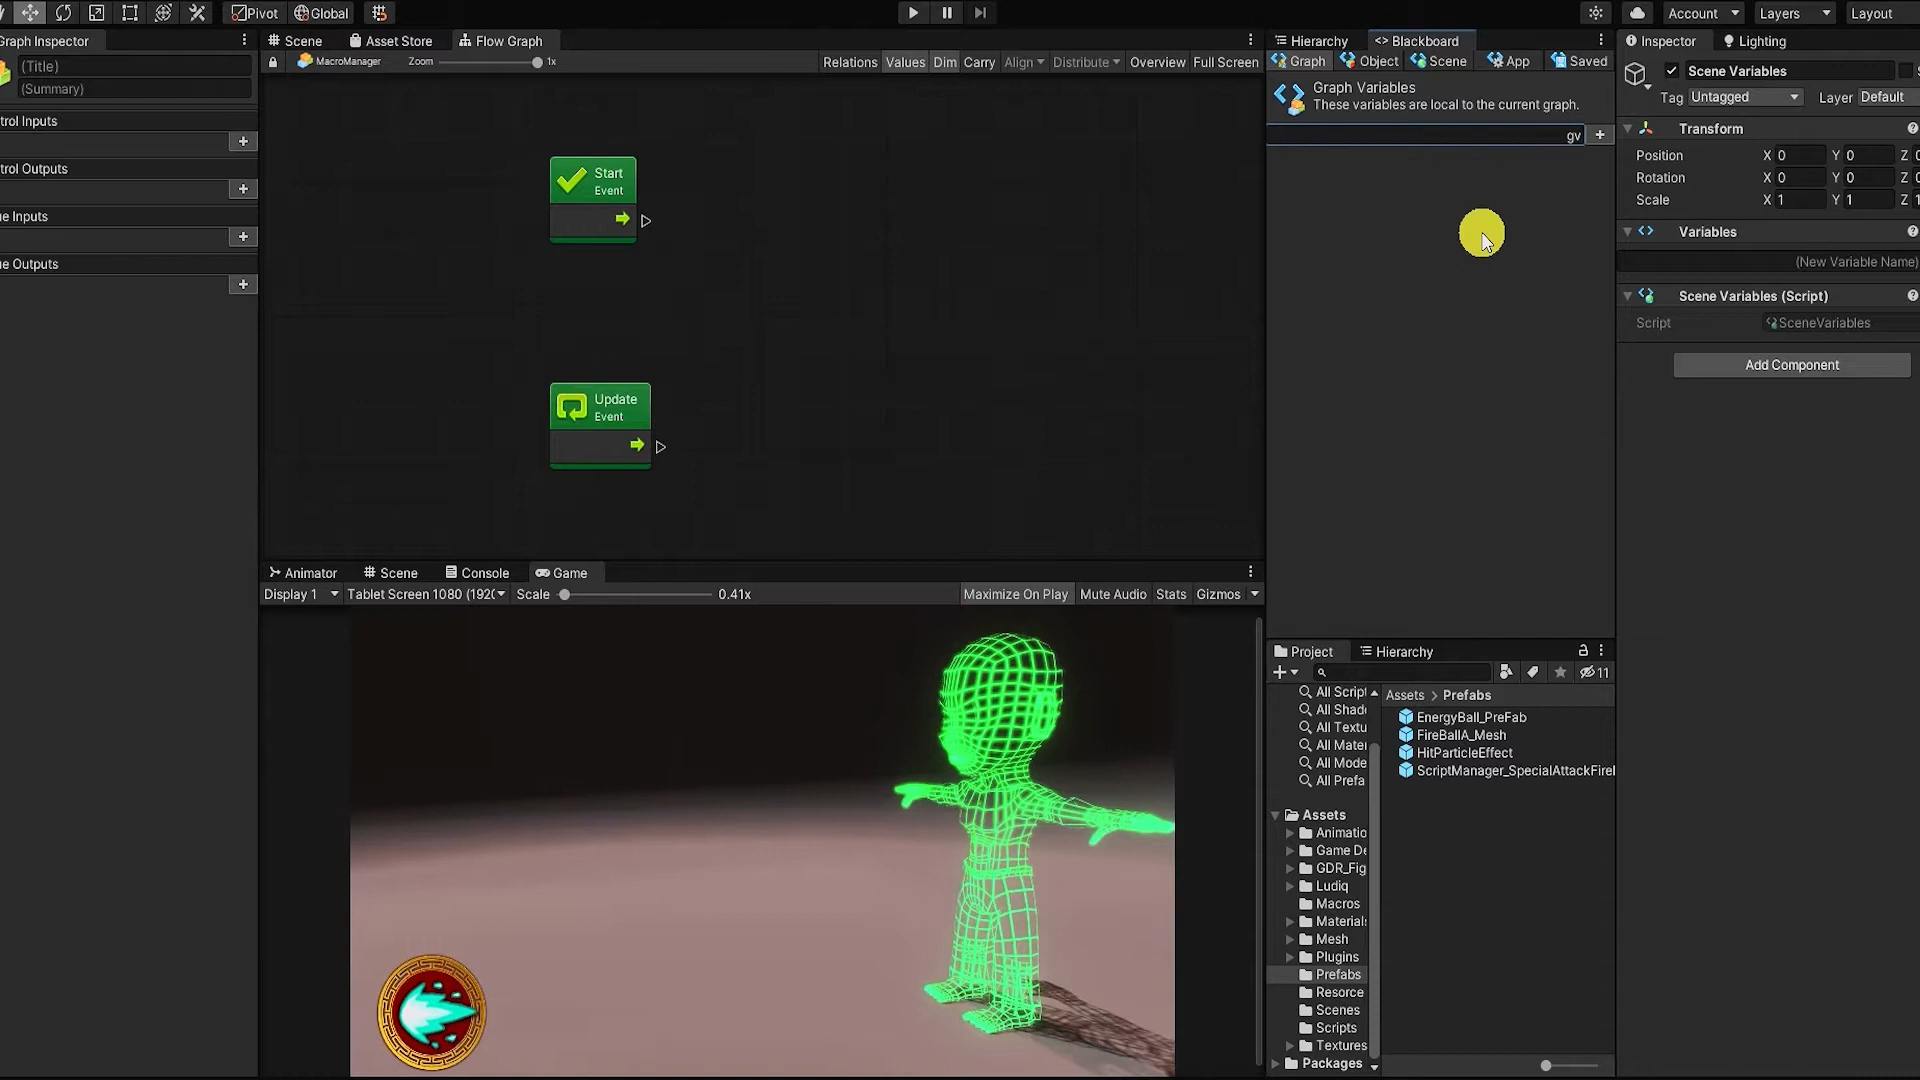 Pivot Global Account Layers Layout
Graph Inspector Scene Asset Store Flow Graph Hierarchy <> Blackboard Inspector Lighting
(Title) MacroManager Zoom 1x Relations Values Dim Carry Align Distribute Overview Full Screen Graph Object Scene App Saved Scene Variables
(Summary) Graph Variables Tag Untagged Layer Default
These variables are local to the current graph.
trol Inputs Transform
gv
trol Outputs Position X 0 Y 0 Z
Start Rotation X 0 Y 0 Z
Event Scale X 1 Y 1 Z
e Inputs Variables
e Outputs (New Variable Name)
Scene Variables (Script)
Script SceneVariables
Add Component
Update
Event
Animator Scene Console Game
Display 1 Tablet Screen 1080 (192 Scale 0.41x Maximize On Play Mute Audio Stats Gizmos
Project Hierarchy
11
All Script Assets > Prefabs
All Shade EnergyBall_PreFab
All Textu FireBallA_Mesh
All Mater HitParticleEffect
All Mode ScriptManager_SpecialAttackFire
All Prefa
Assets
Animatio
Game De
GDR_Fig
Ludiq
Macros
Materials
Mesh
Plugins
Prefabs
Resorce
Scenes
Scripts
Textures
Packages